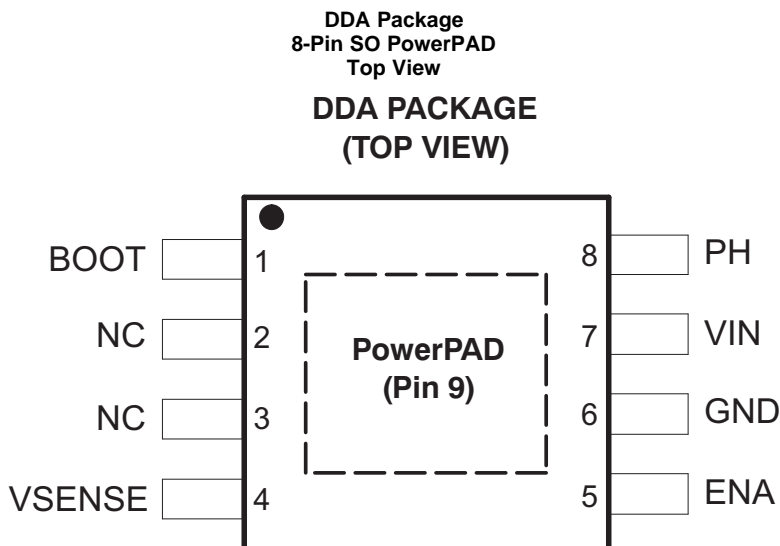 DDA Package
8-Pin SO PowerPAD
Top View
DDA PACKAGE
(TOP VIEW)
BOOT 1 8 PH
NC 2 7 VIN
NC 3 6 GND
VSENSE 4 5 ENA
PowerPAD
(Pin 9)